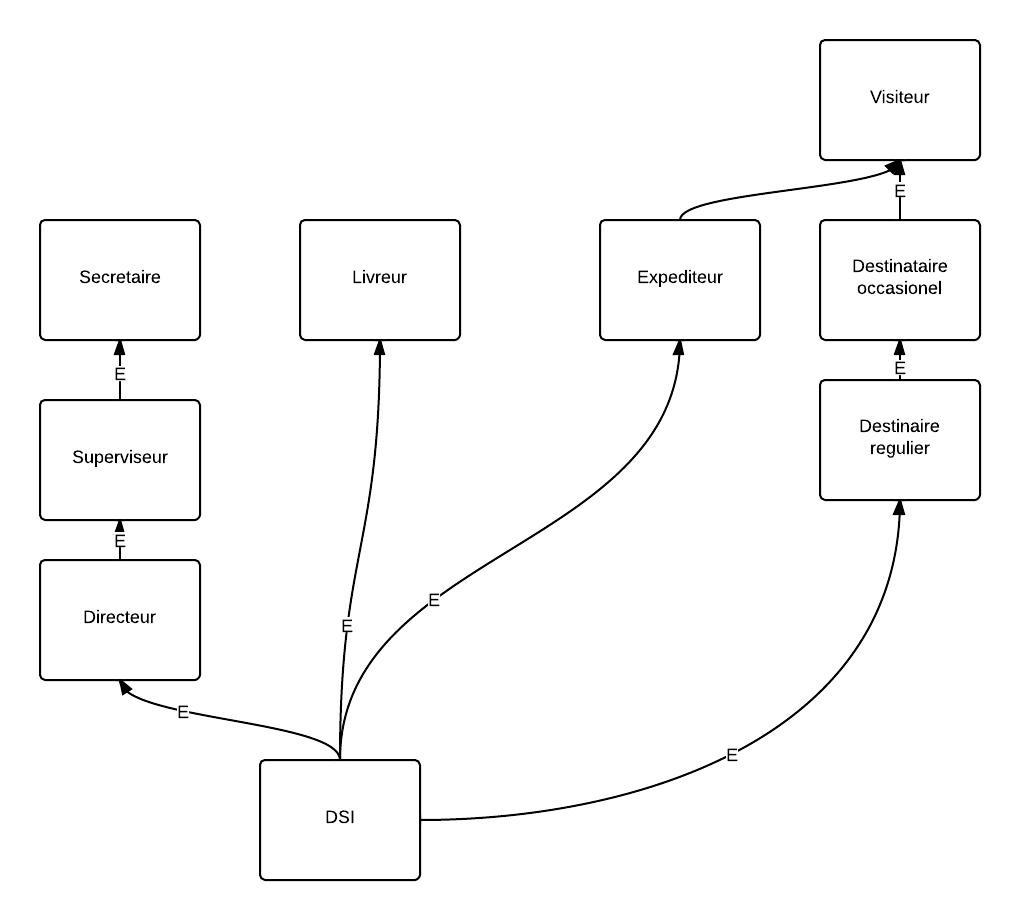 Visiteur
E
Secretaire
Livreur
Expediteur
Destinataire
occasionel
E
E
Destinaire
regulier
Superviseur
E
Directeur
E
E
E
E
DSI